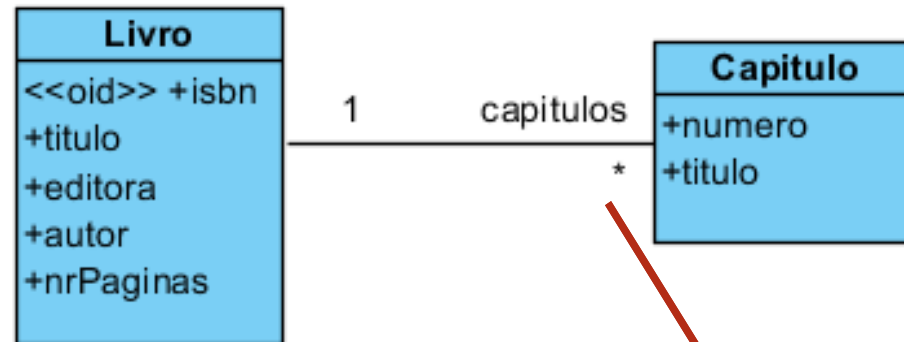 Livro
<<oid>> +isbn
+titulo
+editora
+autor
+nrPaginas
1
capitulos
*
Capitulo
+numero
+titulo